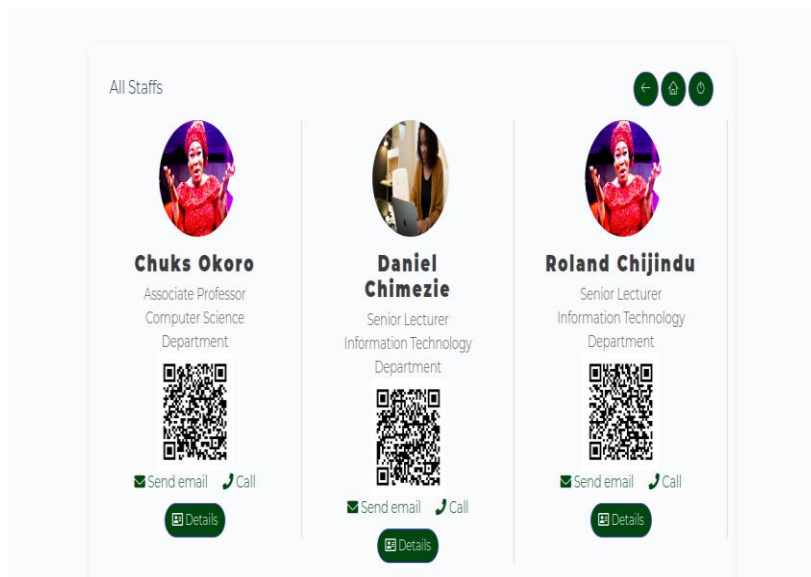 All Staffs
Chuks Okoro
Associate Professor
Computer Science
Department
Send email Call
Details
Daniel
Chimezie
Senior Lecturer
Information Technology
Department
Send email Call
Details
Roland Chijindu
Senior Lecturer
Information Technology
Department
Send email Call
Details